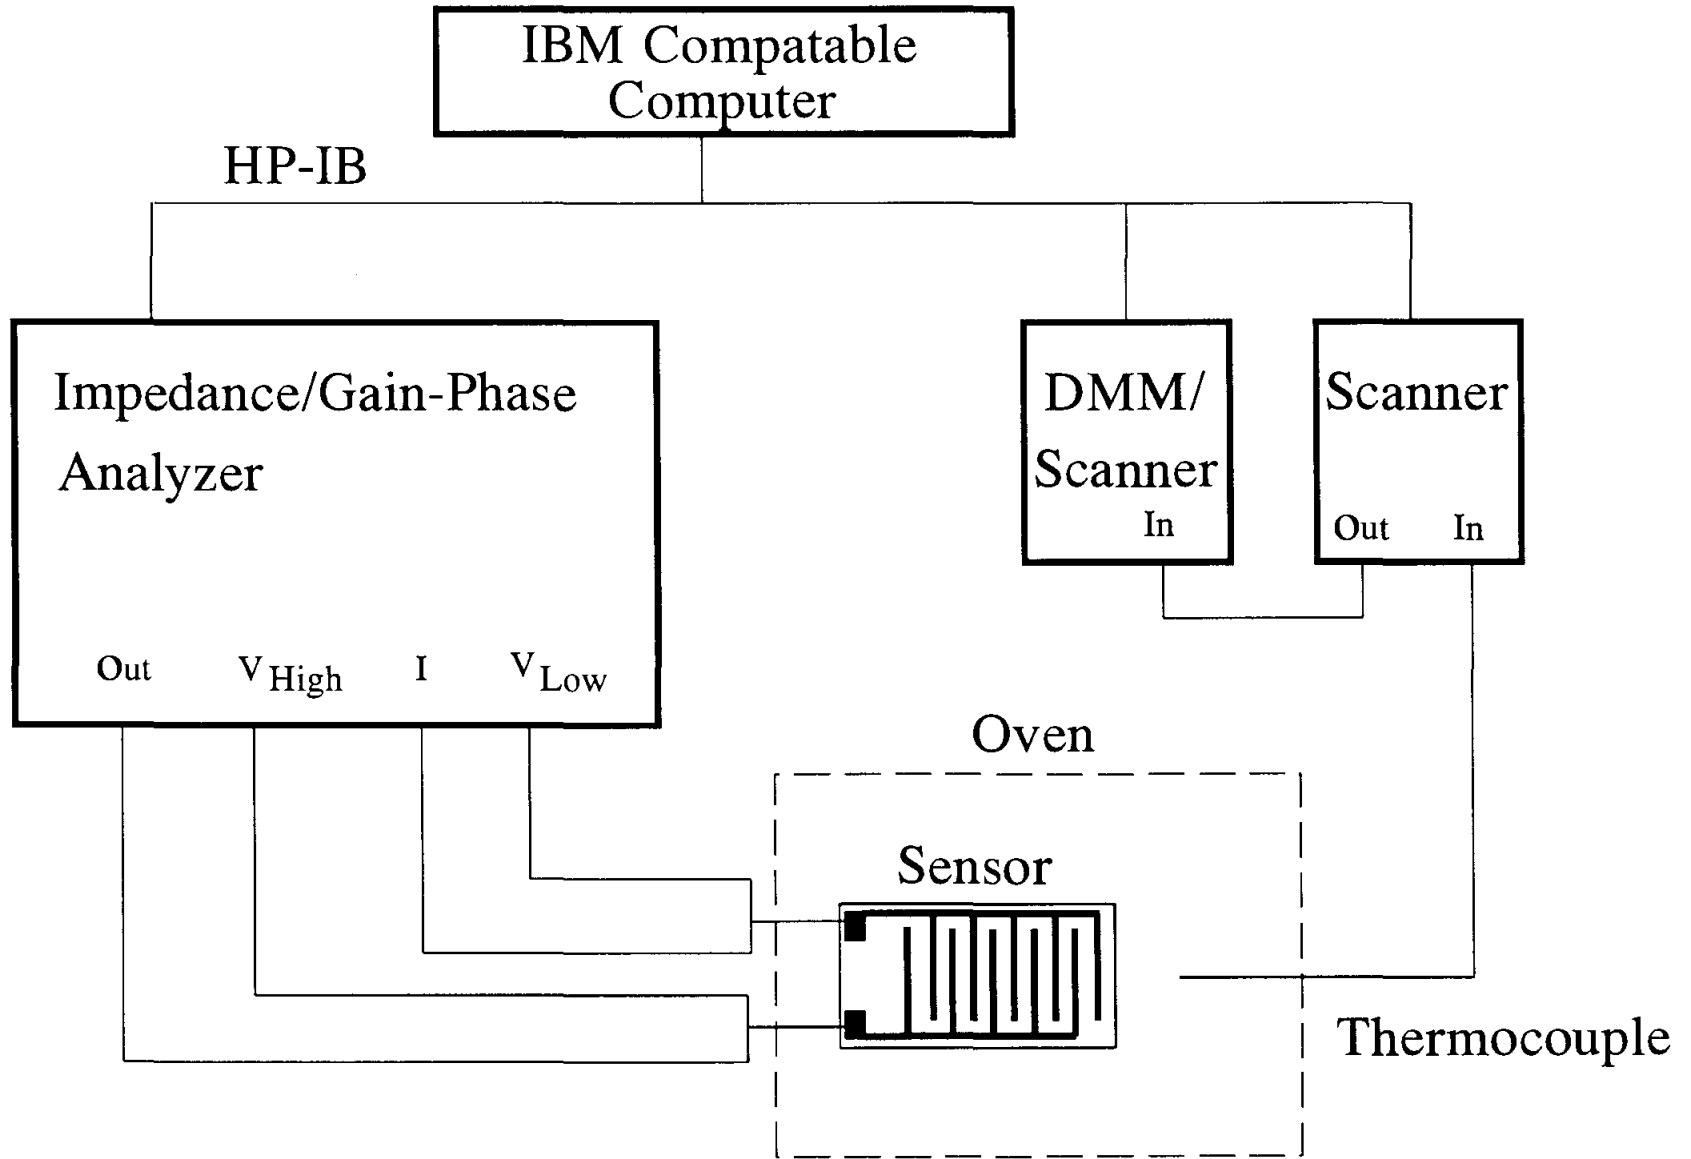 IBM Compatable
Computer
HP-IB
Impedance/Gain-Phase
Analyzer
DMM/
Scanner
In
Scanner
Out In
Out V High I V Low
Oven
Sensor
Thermocouple